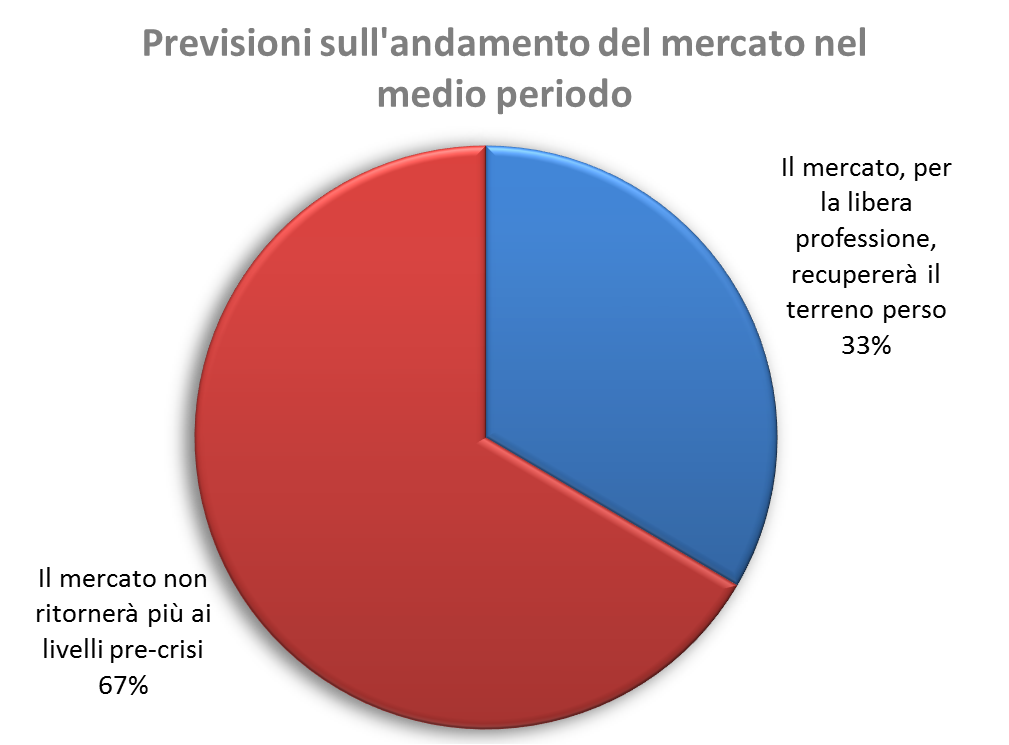 Previsioni sull'andamento del mercato nel
medio periodo
Il mercato, per
la libera
professione,
recupererà il
terreno perso
33%
Il mercato non
ritornerà più ai
livelli pre-crisi
67%